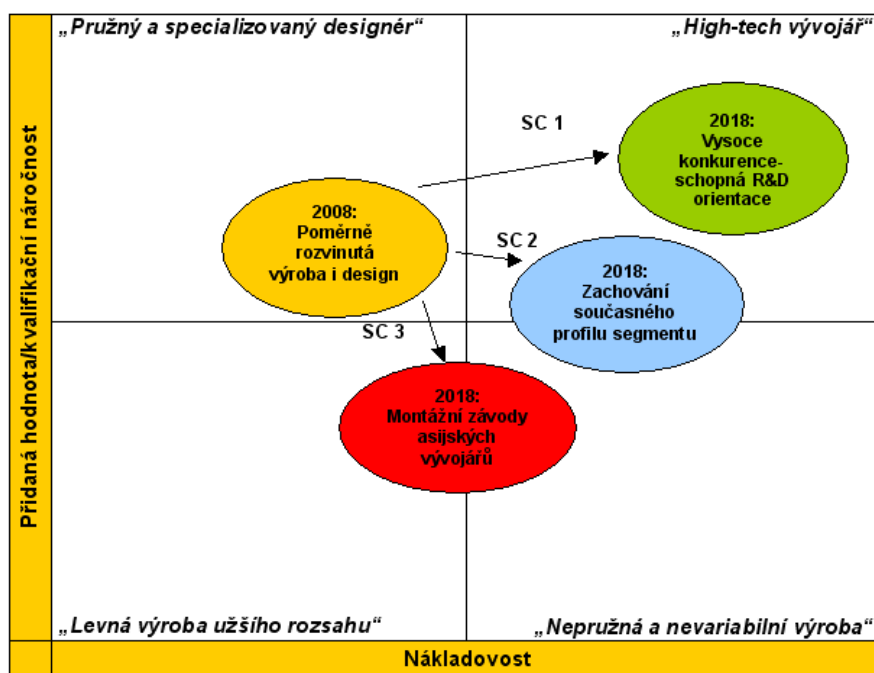 „Pružný a specializovaný designér“
„High-tech vývojář“
SC 1
2018:
Vysoce
konkurence-
schopná R&D
orientace
2008:
Poměrně
rozvinutá
výroba i design
SC 2
2018:
Zachování
současného
profilu segmentu
SC 3
2018:
Montážní závody
asijských
vývojářů
Přidaná hodnota/kvalifikační náročnost
„Levná výroba užšího rozsahu“
„Nepružná a nevariabilní výroba“
Nákladovost